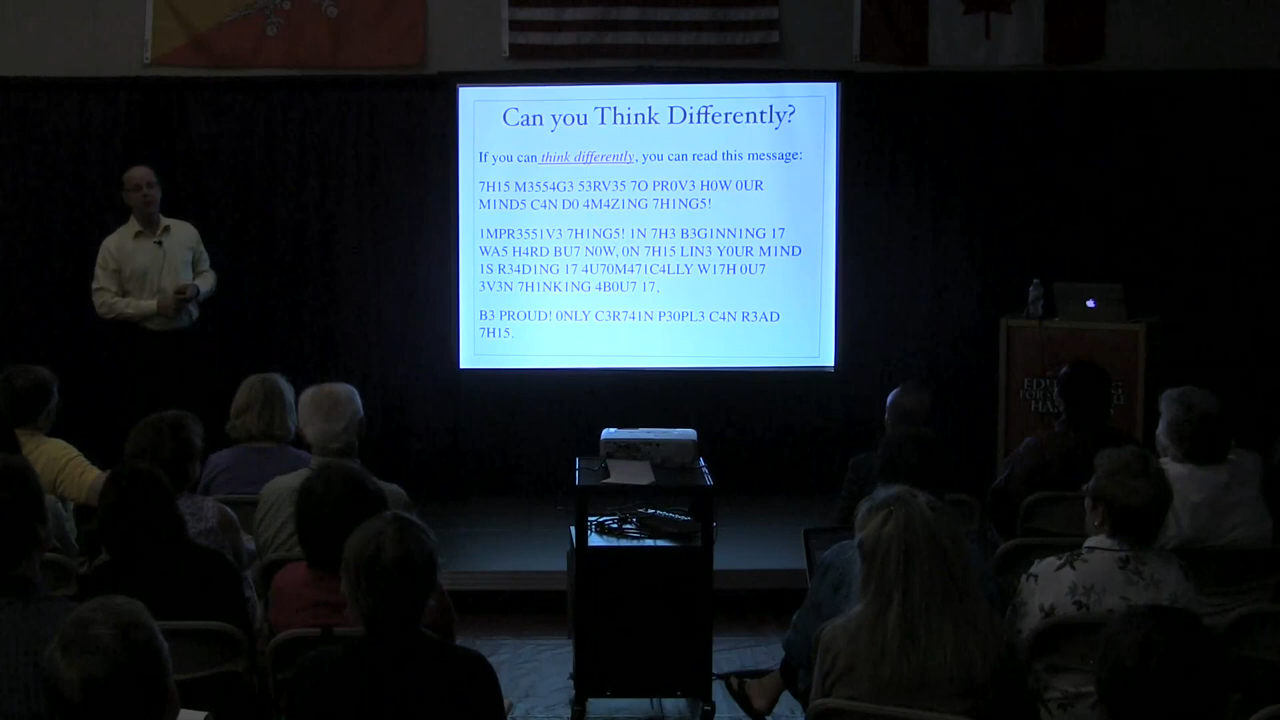 Can you Think Differently?
If you can think differently, you can read this message:
7H15 M3554G3 53RV35 7O PR0V3 H0W 0UR
M1ND5 C4N D0 4M4Z1NG 7H1NG5!
1MPR3551V3 7H1NG5! 1N 7H3 B3G1NN1NG 17
WA5 H4RD BU7 N0W, 0N 7H15 LIN3 Y0UR M1ND
1S R34D1NG 17 4U70M471C4LLY W17H 0U7
3V3N 7H1NK1NG 4B0U7 17,
B3 PROUD! 0NLY C3R741N P30PL3 C4N R3AD
7H15.